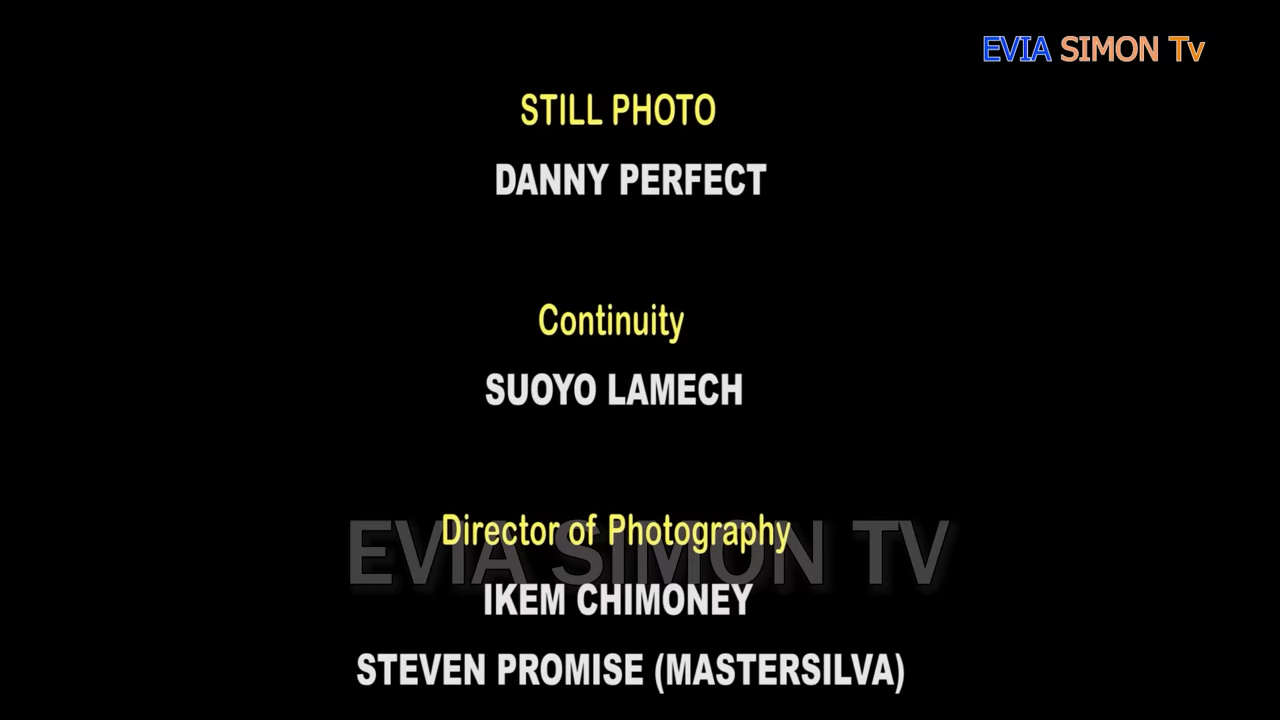 EVIA SIMON Tv
STILL PHOTO
DANNY PERFECT
Continuity
SUOYO LAMECH
Director of Photography
EVIA SIMON TV
IKEM CHIMONEY
STEVEN PROMISE (MASTERSILVA)